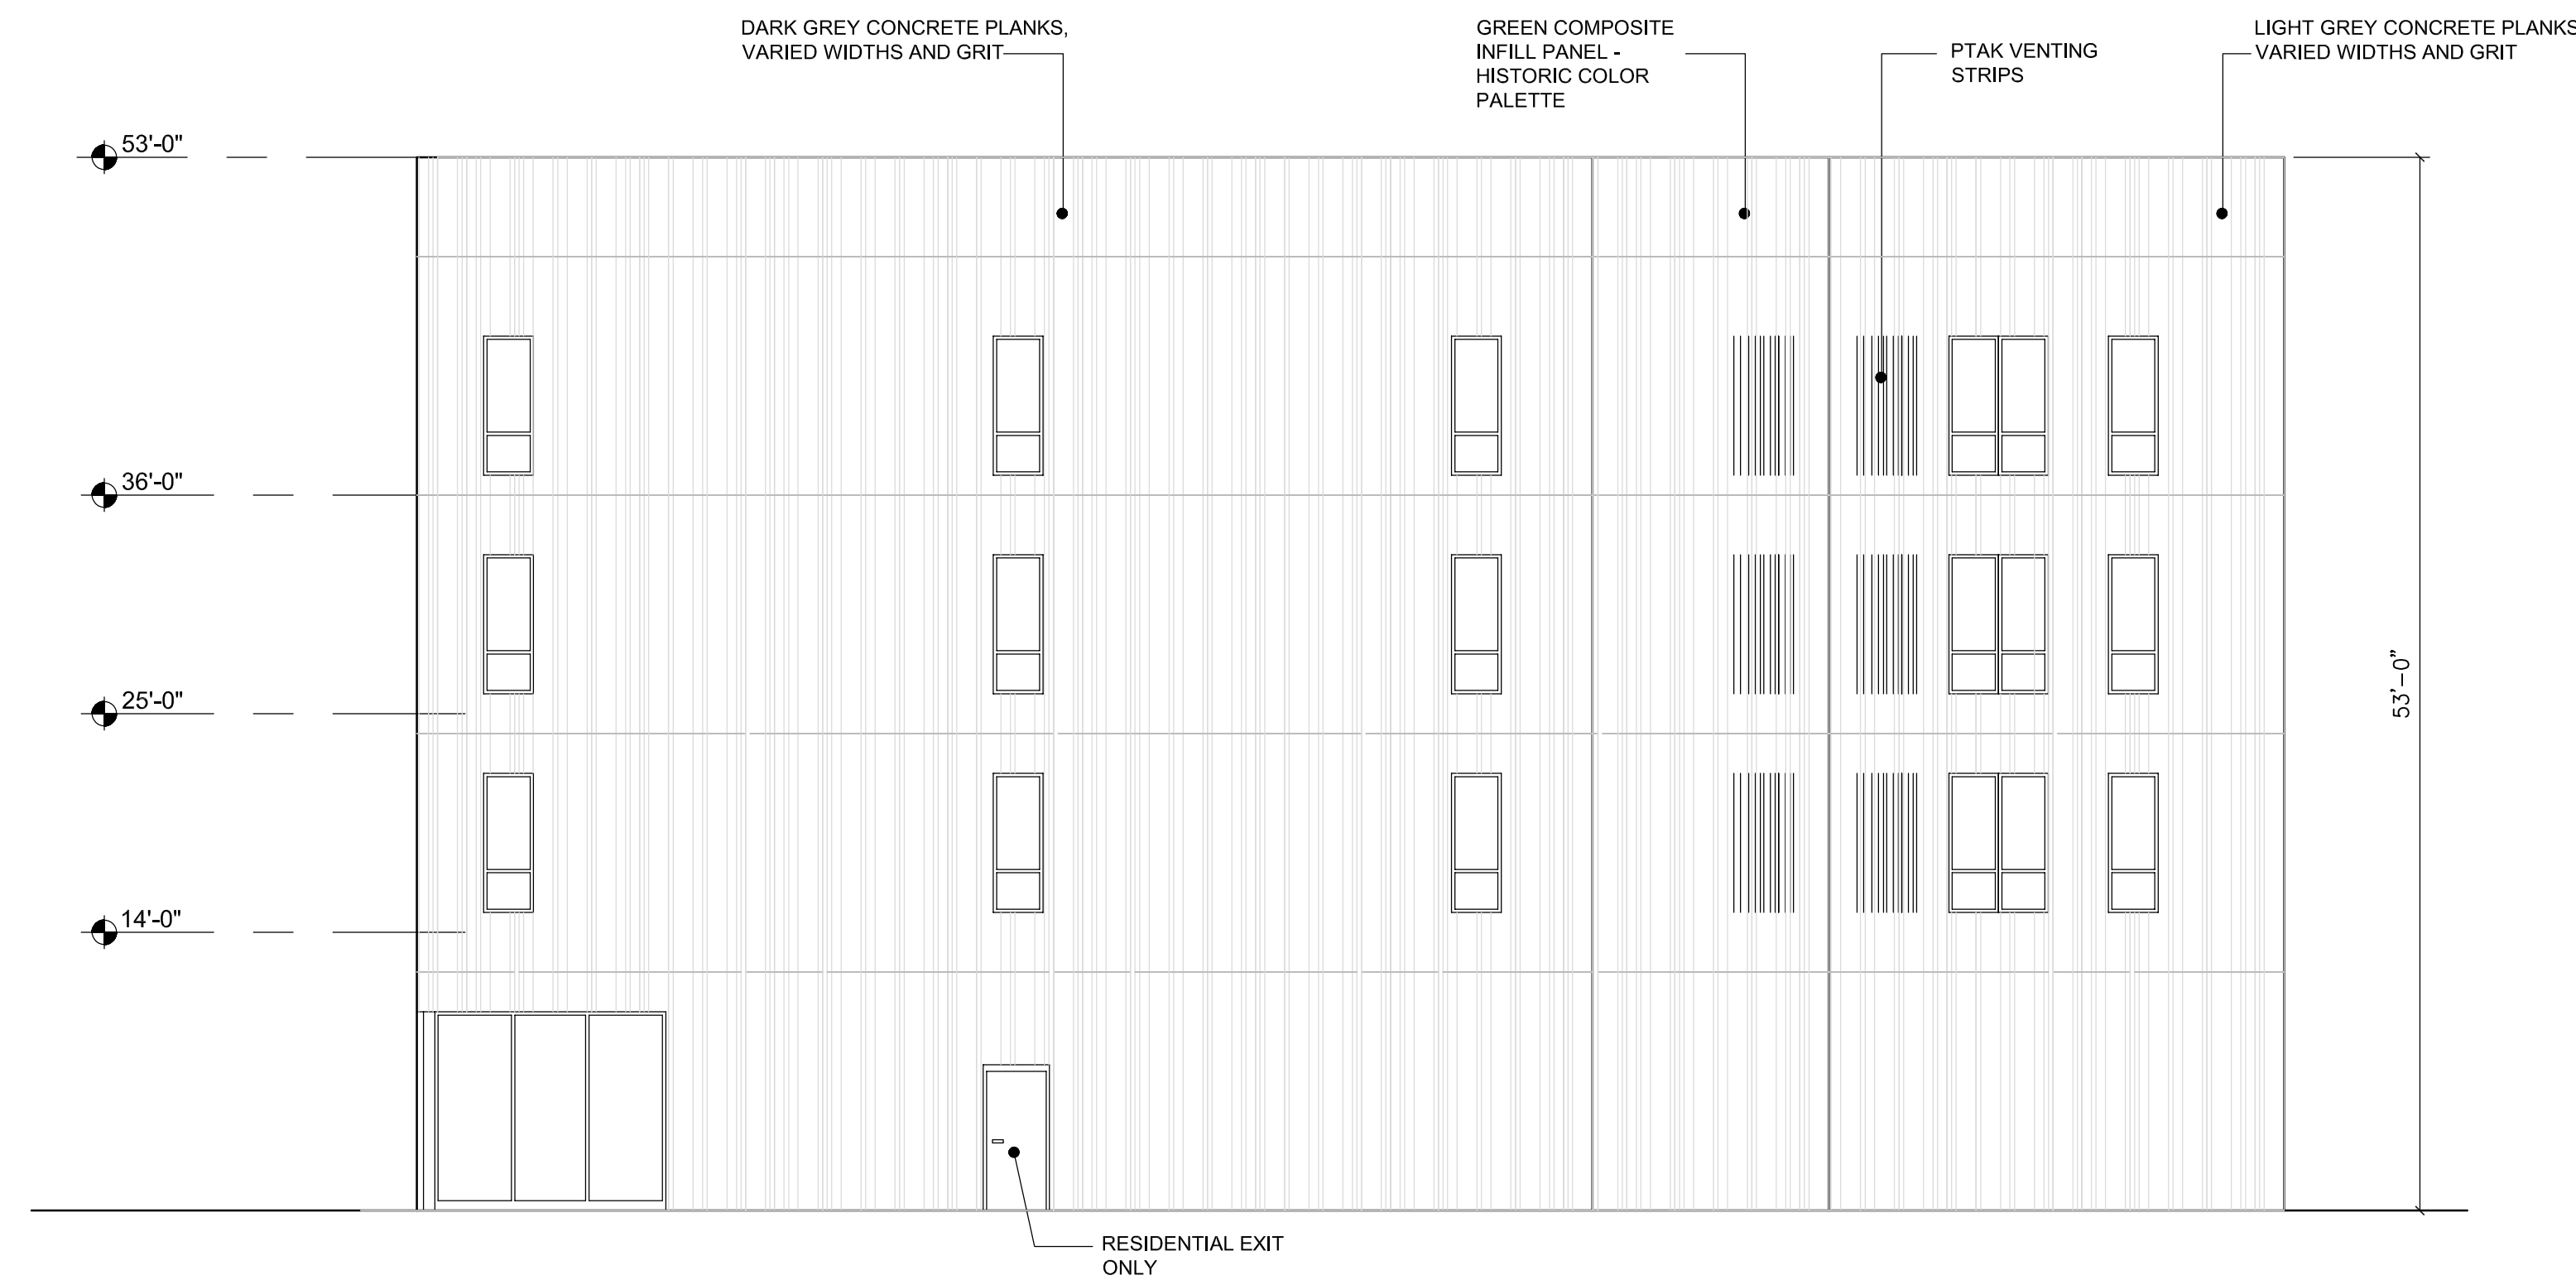 DARK GREY CONCRETE PLANKS,
VARIED WIDTHS AND GRIT
GREEN COMPOSITE
INFILL PANEL -
HISTORIC COLOR
PALETTE
PTAK VENTING
STRIPS
LIGHT GREY CONCRETE PLANKS
VARIED WIDTHS AND GRIT
53'-0"
36'-0"
25'-0"
14'-0"
53'-0"
RESIDENTIAL EXIT
ONLY